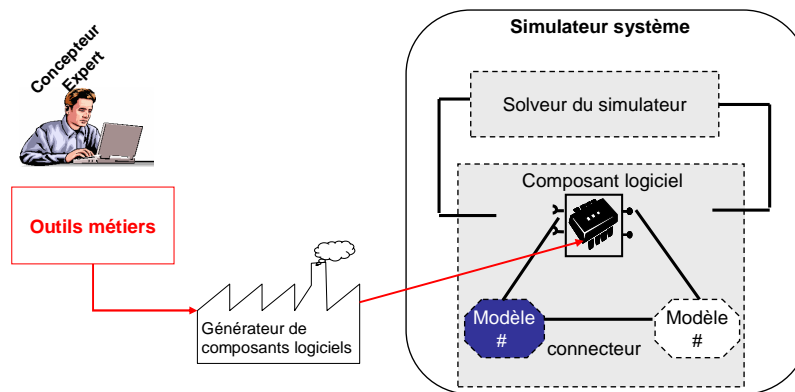 Concepteur
Expert
Outils métiers
Générateur de
composants logiciels
Simulateur système
Solveur du simulateur
Composant logiciel
Modèle
#
connecteur
Modèle
#